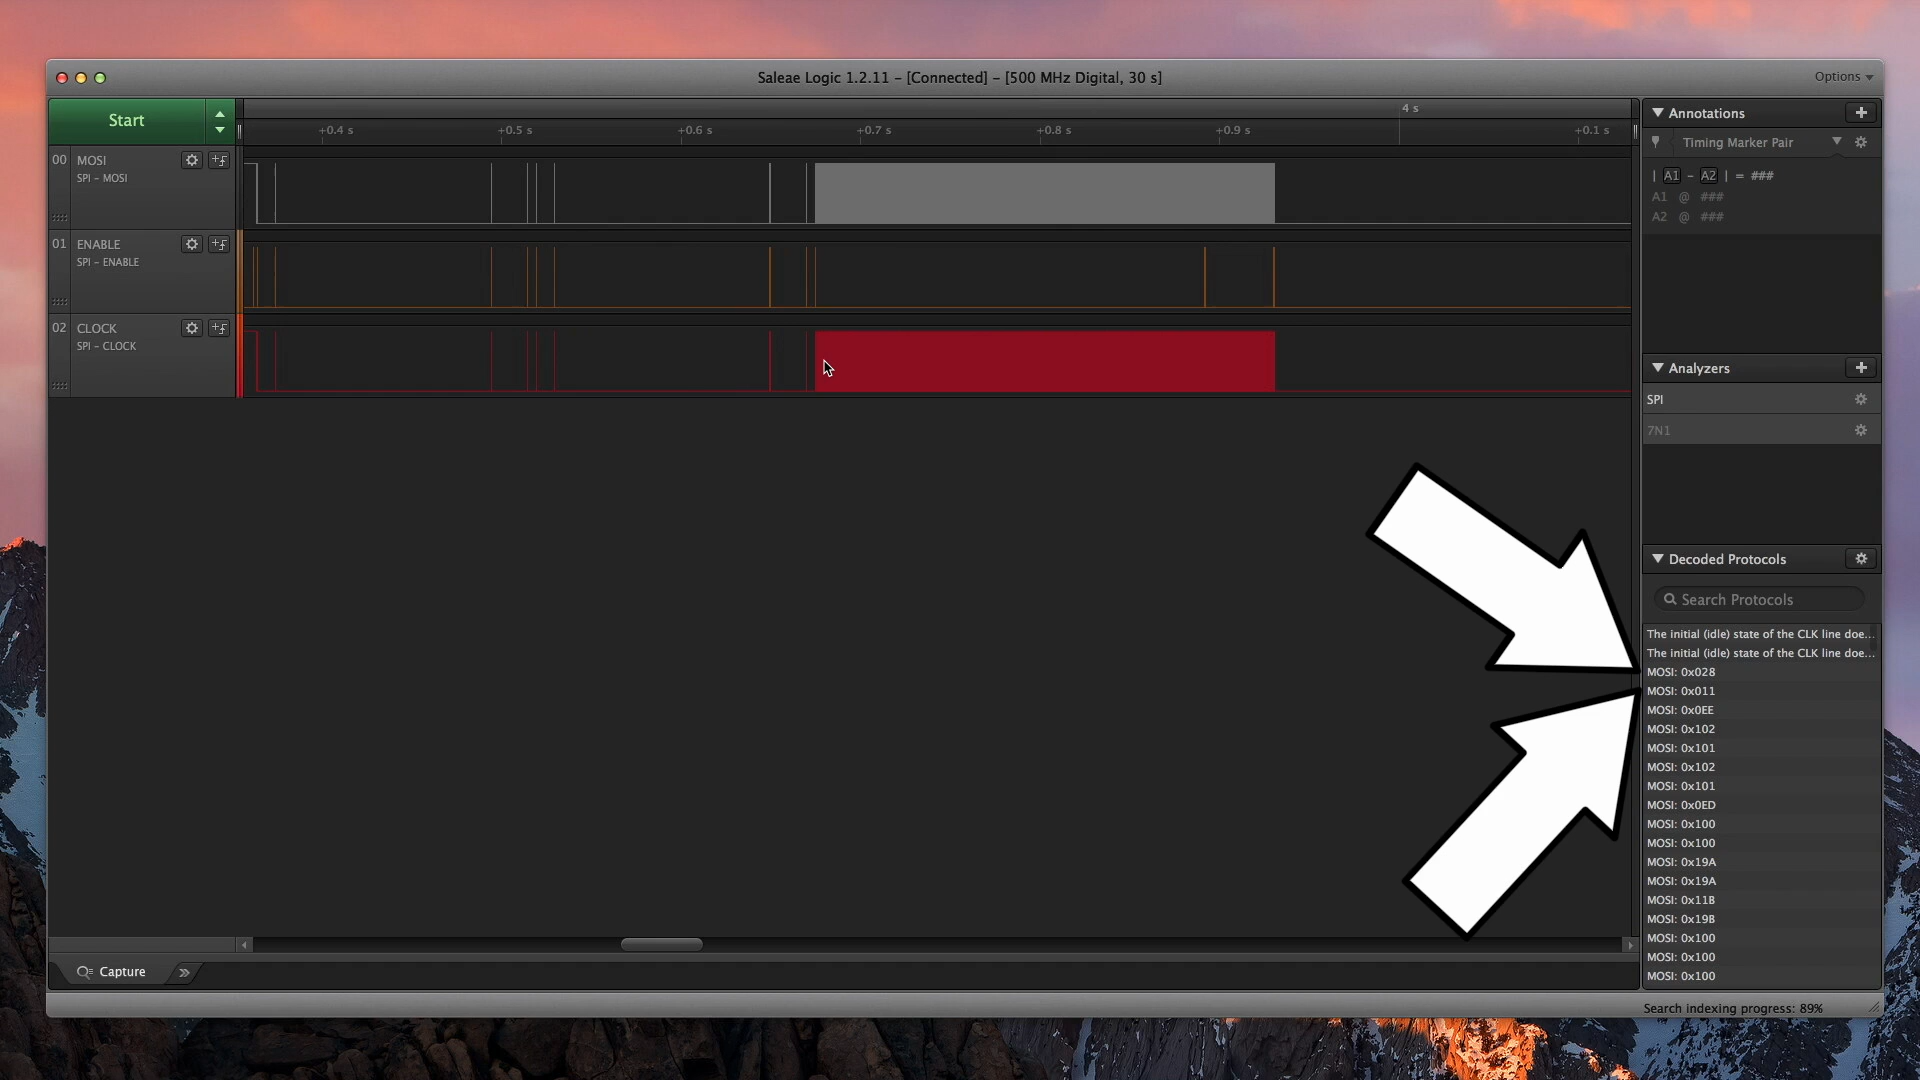 Saleae Logic 1.2.11 – [Connected] – [500 MHz Digital, 30 s]
Options
Start
4 s
+0.4 s
+0.5 s
+0.6 s
+0.7 s
+0.8 s
+0.9 s
+0.1 s
00
MOSI
SPI – MOSI
01
ENABLE
SPI – ENABLE
02
CLOCK
SPI – CLOCK
Annotations
Timing Marker Pair
| A1 – A2 | = ###
A1 @ ###
A2 @ ###
Analyzers
SPI
7N1
Decoded Protocols
Search Protocols
The initial (idle) state of the CLK line doe...
The initial (idle) state of the CLK line doe...
MOSI: 0x028
MOSI: 0x011
MOSI: 0x0EE
MOSI: 0x102
MOSI: 0x101
MOSI: 0x102
MOSI: 0x101
MOSI: 0x0ED
MOSI: 0x100
MOSI: 0x100
MOSI: 0x19A
MOSI: 0x19A
MOSI: 0x11B
MOSI: 0x19B
MOSI: 0x100
MOSI: 0x100
MOSI: 0x100
Capture
Search indexing progress: 89%